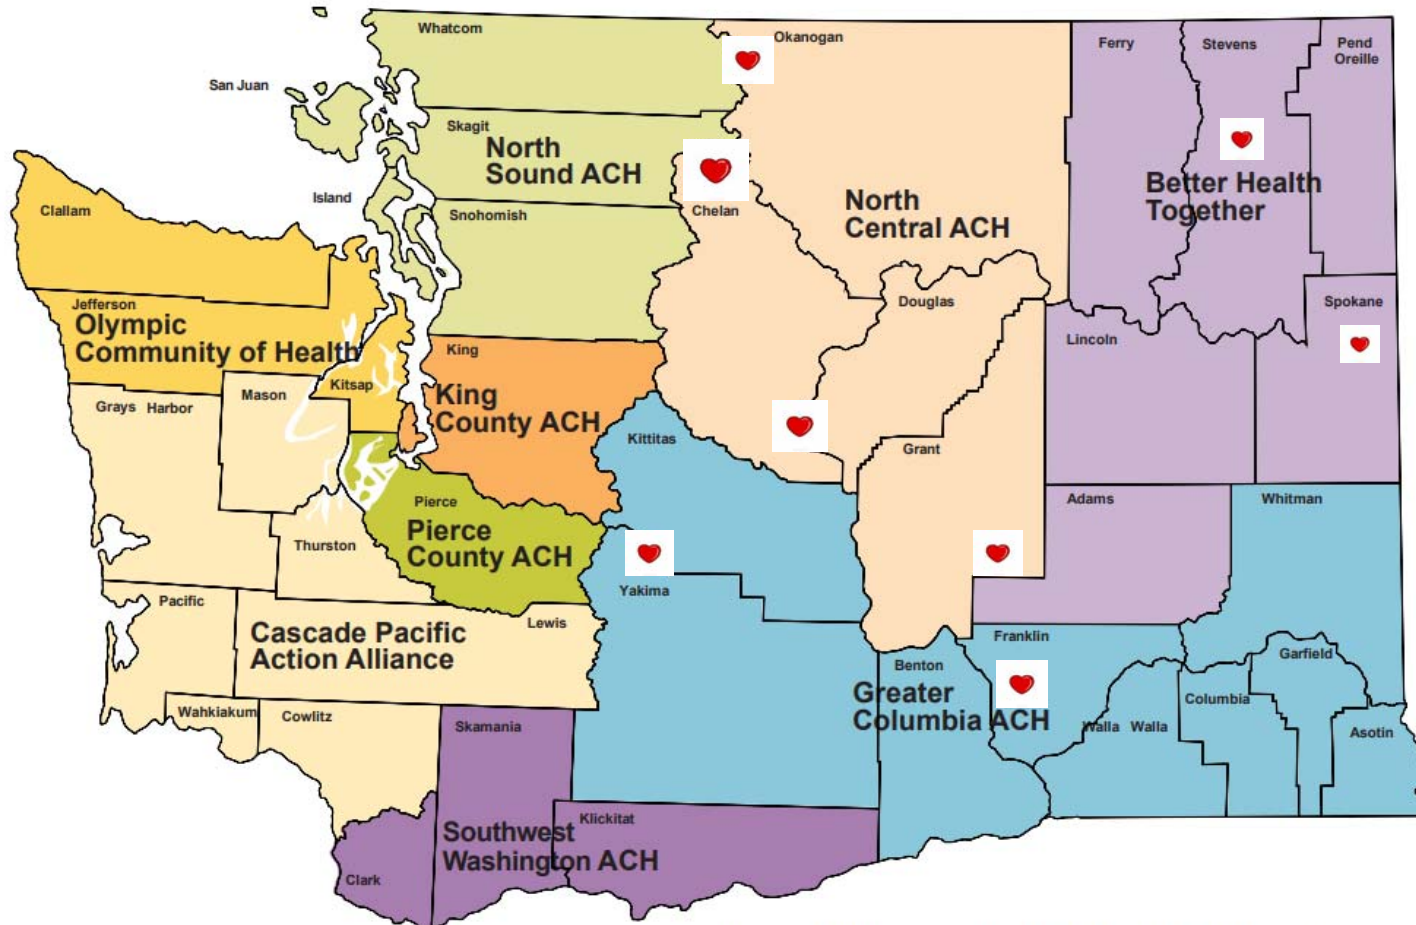 Whatcom
Okanogan
Ferry
Stevens
Pend
Oreille
San Juan
Skagit
North
Sound ACH
Island
Clallam
Snohomish
Chelan
North
Central ACH
Better Health
Together
Jefferson
Olympic
Community of Health
Douglas
Spokane
Lincoln
King
King
County ACH
Kitsap
Mason
Grays Harbor
Kittitas
Grant
Adams
Whitman
Pierce
Pierce
County ACH
Thurston
Yakima
Pacific
Lewis
Cascade Pacific
Action Alliance
Franklin
Benton
Greater
Columbia ACH
Garfield
Columbia
Walla Walla
Asotin
Wahkiakum
Cowlitz
Skamania
Klickitat
Southwest
Washington ACH
Clark